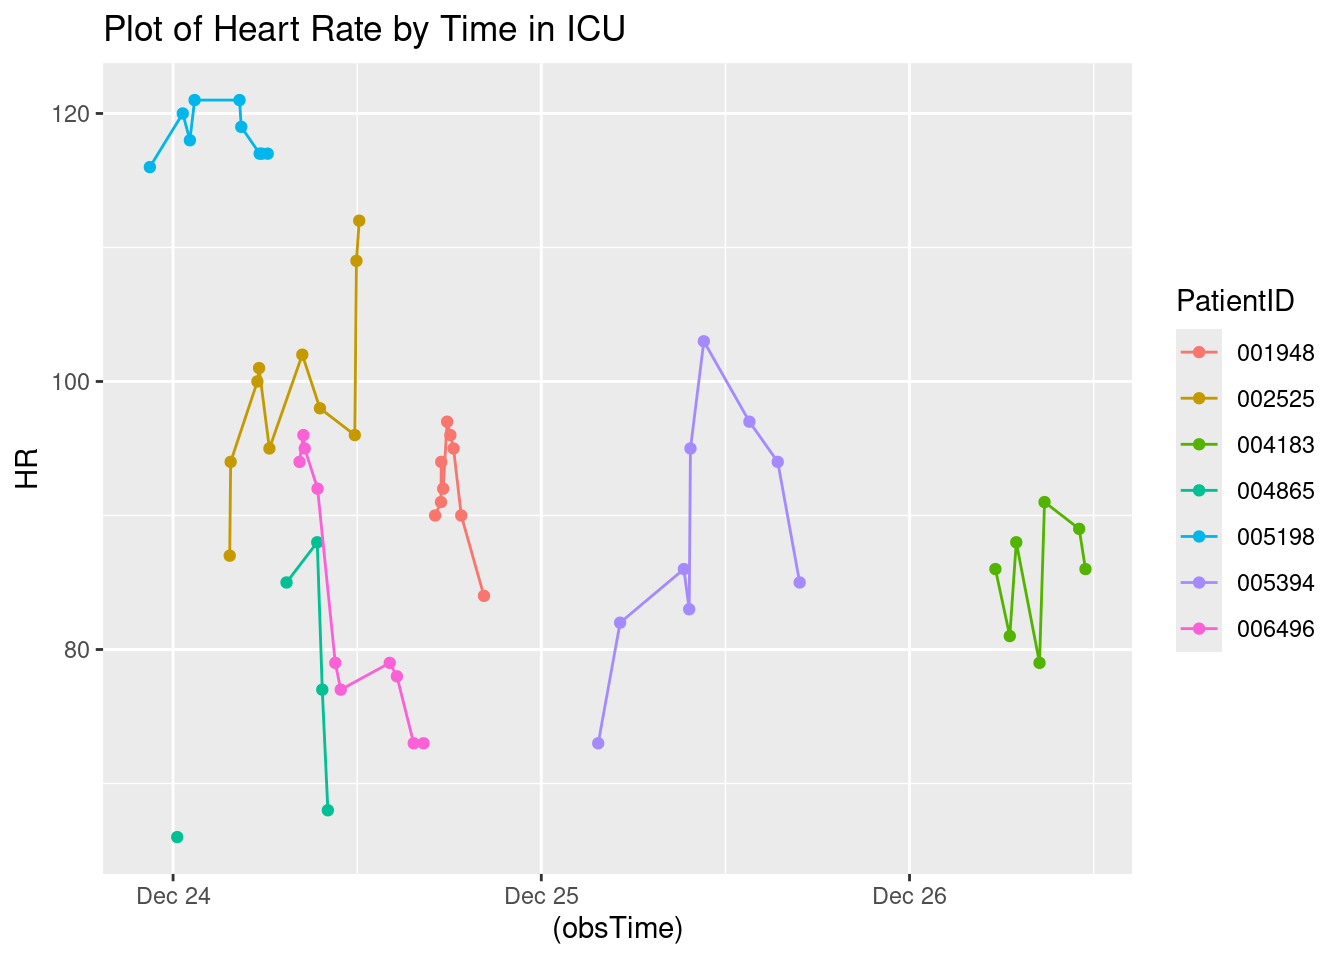 Plot of Heart Rate by Time in ICU
HR
120
100
80
Dec 24
Dec 25
Dec 26
(obsTime)
PatientID
001948
002525
004183
004865
005198
005394
006496